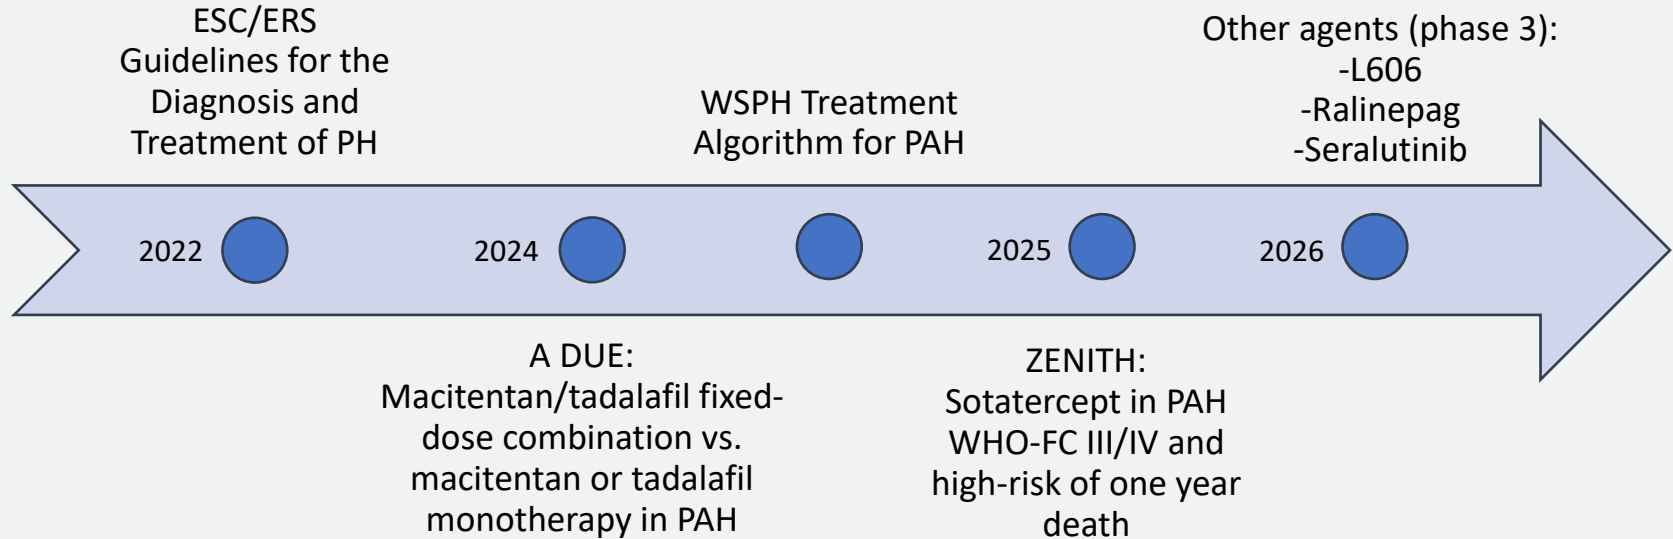 ESC/ERS
Guidelines for the
Diagnosis and
Treatment of PH
WSPH Treatment
Algorithm for PAH
Other agents (phase 3):
-L606
-Ralinepag
-Seralutinib
2022
2024
2025
2026
A DUE:
Macitentan/tadalafil fixed-
dose combination vs.
macitentan or tadalafil
monotherapy in PAH
ZENITH:
Sotatercept in PAH
WHO-FC III/IV and
high-risk of one year
death